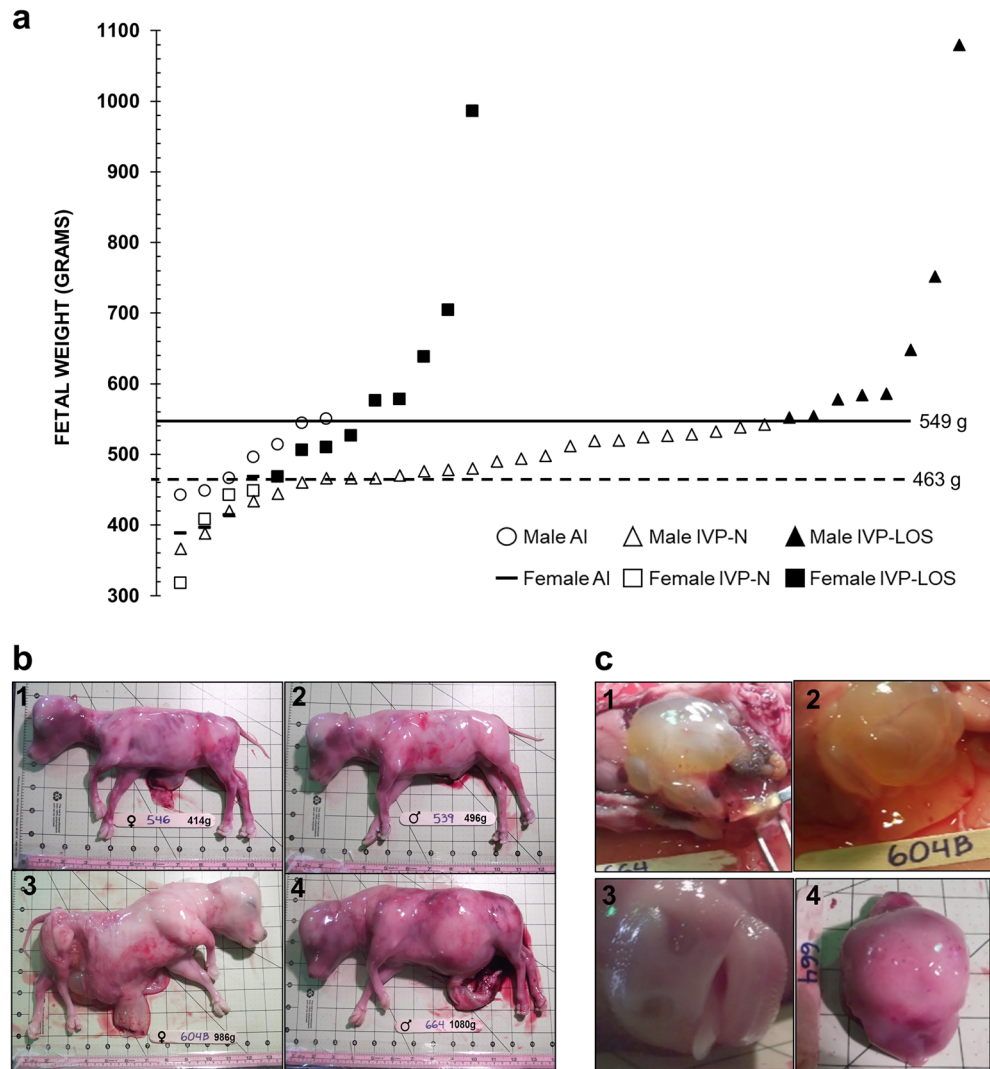 a
1100
1000
900
800
700
600
500
400
300
FETAL WEIGHT (GRAMS)
549 g
463 g
Male AI
Male IVP-N
Male IVP-LOS
Female AI
Female IVP-N
Female IVP-LOS
b
1
♀ 546 414g
2
♂ 539 496g
3
♀ 604B 986g
4
♂ 664 1080g
c
1
664
2
604B
3
4
664